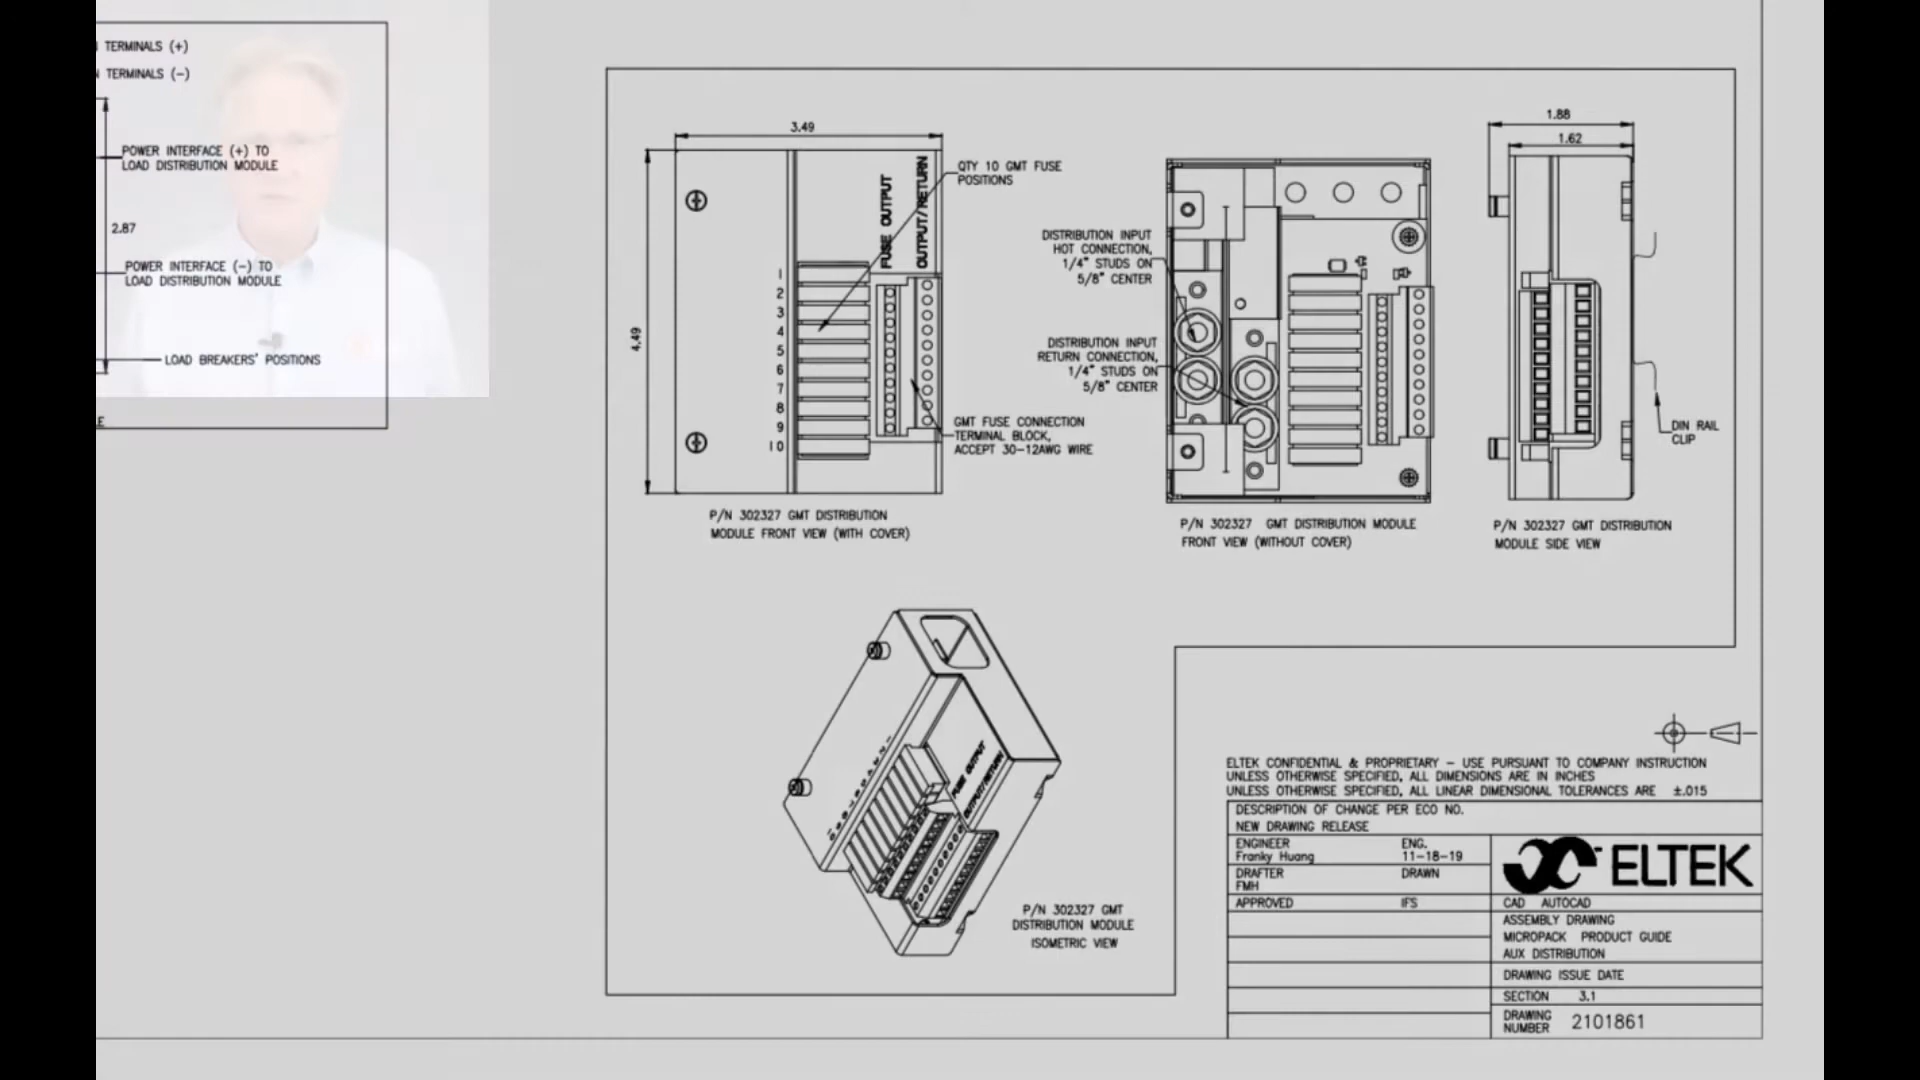 TERMINALS (+)
TERMINALS (-)
POWER INTERFACE (+) TO
LOAD DISTRIBUTION MODULE
2.87
POWER INTERFACE (-) TO
LOAD DISTRIBUTION MODULE
LOAD BREAKERS' POSITIONS
E
3.49
4.49
FUSE OUTPUT
OUTPUT/RETURN
1
2
3
4
5
6
7
8
9
10
QTY 10 GMT FUSE
POSITIONS
GMT FUSE CONNECTION
TERMINAL BLOCK,
ACCEPT 30-12AWG WIRE
P/N 302327 GMT DISTRIBUTION
MODULE FRONT VIEW (WITH COVER)
DISTRIBUTION INPUT
HOT CONNECTION,
1/4" STUDS ON
5/8" CENTER
DISTRIBUTION INPUT
RETURN CONNECTION,
1/4" STUDS ON
5/8" CENTER
P/N 302327 GMT DISTRIBUTION MODULE
FRONT VIEW (WITHOUT COVER)
1.88
1.62
DIN RAIL
CLIP
P/N 302327 GMT DISTRIBUTION
MODULE SIDE VIEW
FUSE OUTPUT
OUTPUT/RETURN
P/N 302327 GMT
DISTRIBUTION MODULE
ISOMETRIC VIEW
ELTEK CONFIDENTIAL & PROPRIETARY - USE PURSUANT TO COMPANY INSTRUCTION
UNLESS OTHERWISE SPECIFIED, ALL DIMENSIONS ARE IN INCHES
UNLESS OTHERWISE SPECIFIED, ALL LINEAR DIMENSIONAL TOLERANCES ARE ±.015
DESCRIPTION OF CHANGE PER ECO NO.
NEW DRAWING RELEASE
ENGINEER ENG.
Franky Huang 11-18-19
DRAFTER DRAWN
FMH
APPROVED IFS
ELTEK
CAD AUTOCAD
ASSEMBLY DRAWING
MICROPACK PRODUCT GUIDE
AUX DISTRIBUTION
DRAWING ISSUE DATE
SECTION 3.1
DRAWING
NUMBER 2101861